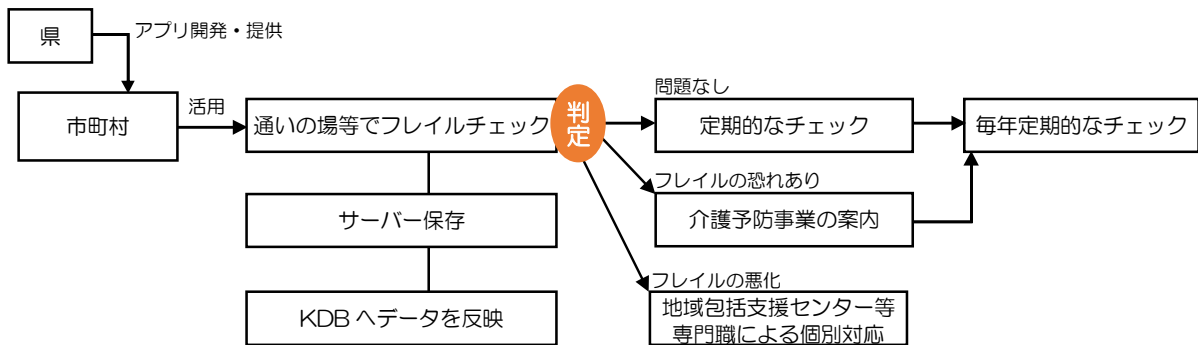 県
アプリ開発・提供
市町村
活用
通いの場等でフレイルチェック
判定
問題なし
定期的なチェック
毎年定期的なチェック
フレイルの恐れあり
介護予防事業の案内
サーバー保存
フレイルの悪化
地域包括支援センター等
専門職による個別対応
KDBへデータを反映